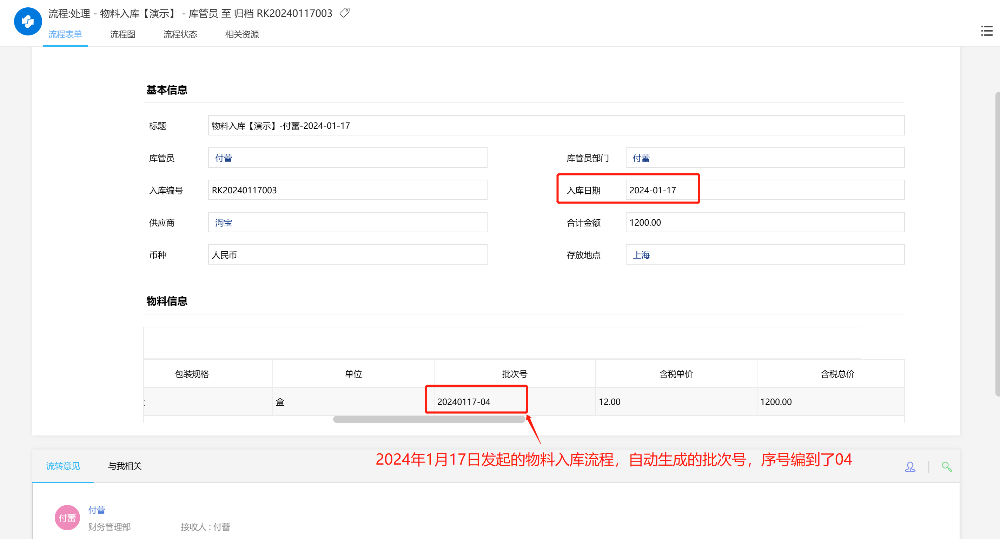 流程:处理 - 物料入库【演示】 - 库管员 至 归档 RK20240117003
流程表单 流程图 流程状态 相关资源
基本信息
标题 物料入库【演示】-付蕾-2024-01-17
库管员 付蕾 库管员部门 付蕾
入库编号 RK20240117003 入库日期 2024-01-17
供应商 淘宝 合计金额 1200.00
币种 人民币 存放地点 上海
物料信息
包装规格 单位 批次号 含税单价 含税总价
盒 20240117-04 12.00 1200.00
2024年1月17日发起的物料入库流程，自动生成的批次号，序号编到了04
流转意见 与我相关
付蕾
付蕾
财务管理部 接收人 : 付蕾